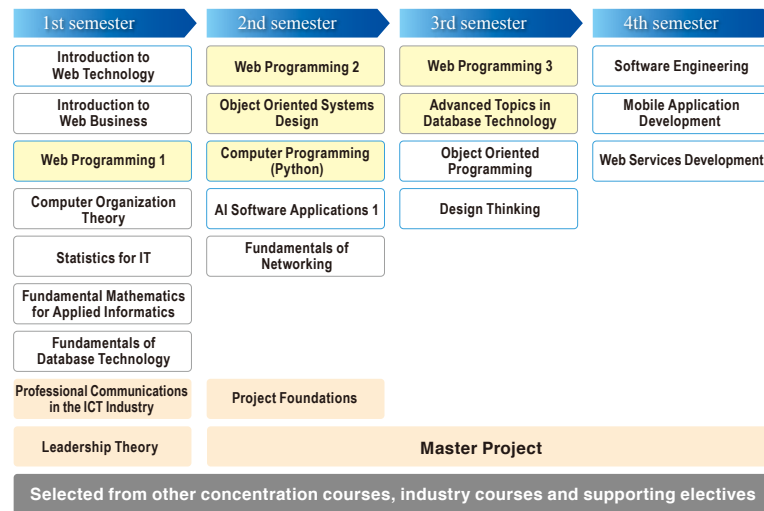 1st semester
2nd semester
3rd semester
4th semester
Introduction to
Web Technology
Web Programming 2
Web Programming 3
Software Engineering
Introduction to
Web Business
Object Oriented Systems
Design
Advanced Topics in
Database Technology
Mobile Application
Development
Web Programming 1
Computer Programming
(Python)
Object Oriented
Programming
Web Services Development
Computer Organization
Theory
AI Software Applications 1
Design Thinking
Statistics for IT
Fundamentals of
Networking
Fundamental Mathematics
for Applied Informatics
Fundamentals of
Database Technology
Professional Communications
in the ICT Industry
Project Foundations
Leadership Theory
Master Project
Selected from other concentration courses, industry courses and supporting electives